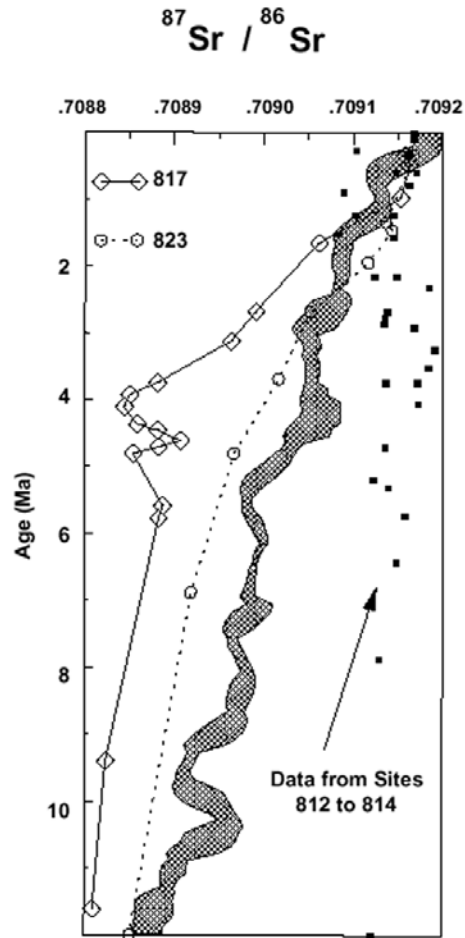 87Sr / 86Sr
.7088 .7089 .7090 .7091 .7092
817
823
2
4
Age (Ma)
6
8
Data from Sites
812 to 814
10